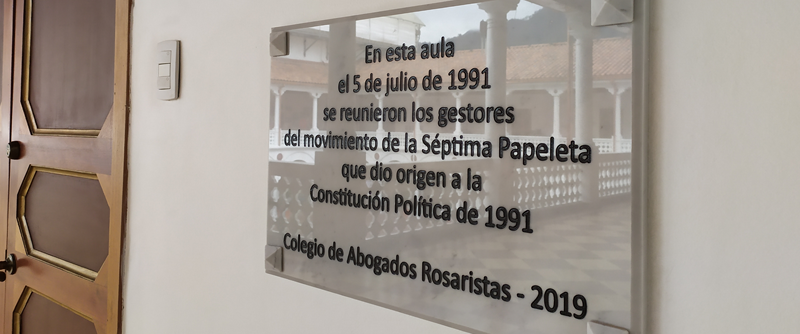 En esta aula
el 5 de julio de 1991
se reunieron los gestores
del movimiento de la Séptima Papeleta
que dio origen a la
Constitución Política de 1991
Colegio de Abogados Rosaristas - 2019